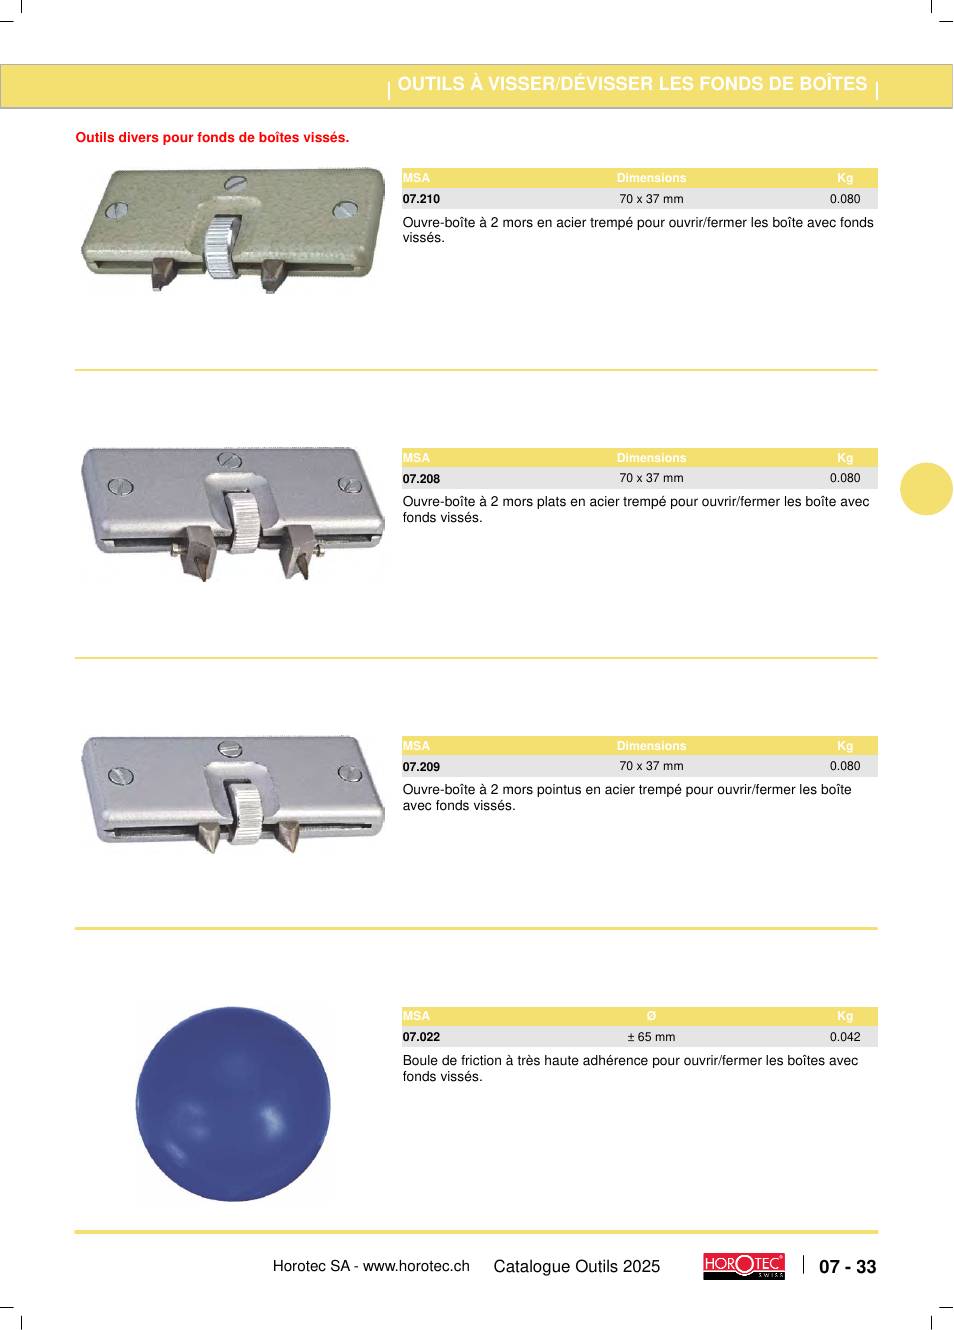 OUTILS À VISSER/DÉVISSER LES FONDS DE BOÎTES
Outils divers pour fonds de boîtes vissés.
MSA Dimensions Kg
07.210 70 x 37 mm 0.080
Ouvre-boîte à 2 mors en acier trempé pour ouvrir/fermer les boîte avec fonds
vissés.
MSA Dimensions Kg
07.208 70 x 37 mm 0.080
Ouvre-boîte à 2 mors plats en acier trempé pour ouvrir/fermer les boîte avec
fonds vissés.
MSA Dimensions Kg
07.209 70 x 37 mm 0.080
Ouvre-boîte à 2 mors pointus en acier trempé pour ouvrir/fermer les boîte
avec fonds vissés.
MSA Ø Kg
07.022 ± 65 mm 0.042
Boule de friction à très haute adhérence pour ouvrir/fermer les boîtes avec
fonds vissés.
Horotec SA - www.horotec.ch Catalogue Outils 2025 HOROTEC® SWISS 07 - 33